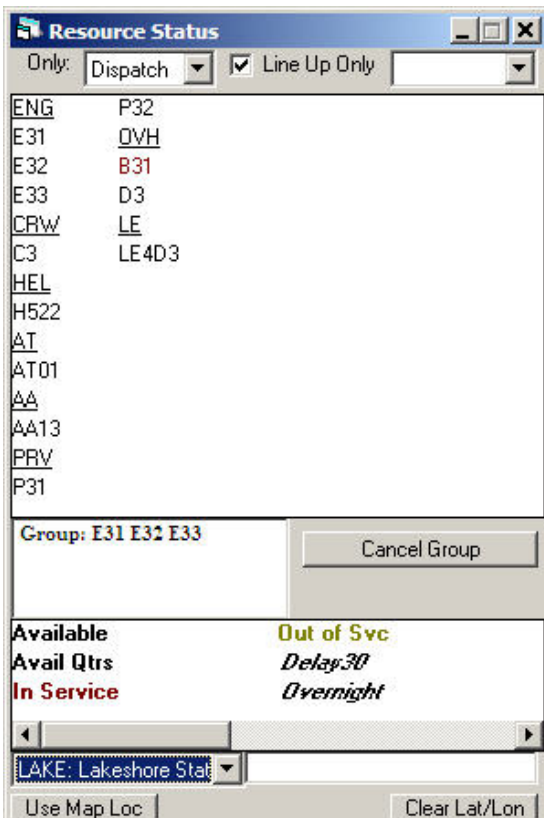 Resource Status
Only: Dispatch Line Up Only
ENG P32
E31 OVH
E32 B31
E33 D3
CRW LE
C3 LE4D3
HEL
H522
AT
AT01
AA
AA13
PRV
P31
Group: E31 E32 E33
Cancel Group
Available Out of Svc
Avail Qtrs Delay30
In Service Overnight
LAKE: Lakeshore Stat
Use Map Loc Clear Lat/Lon